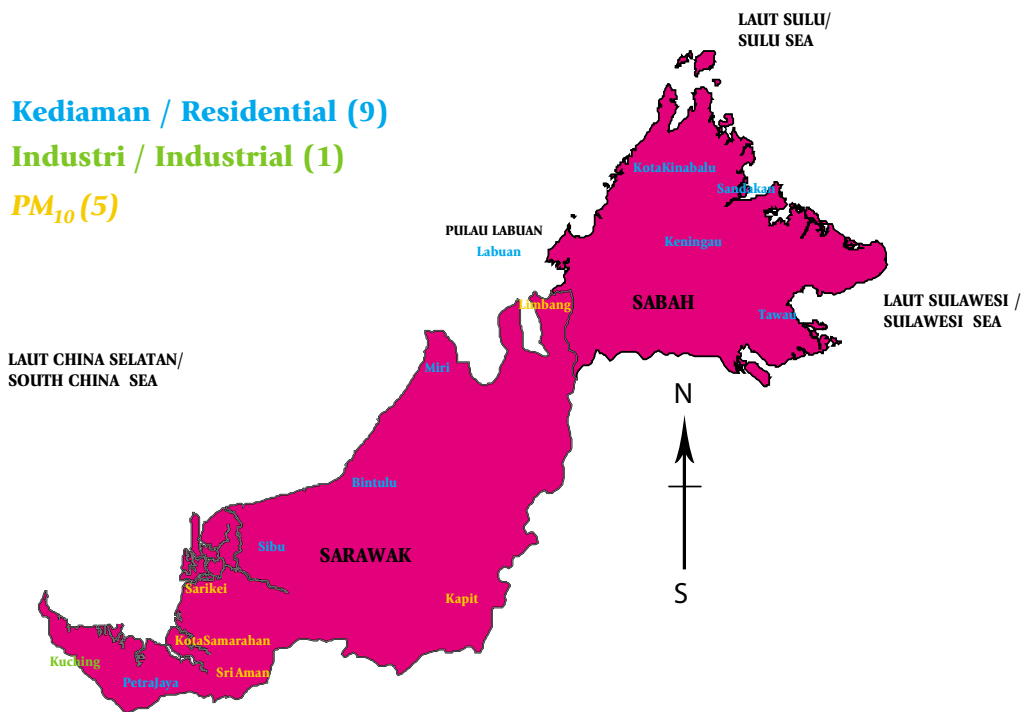 LAUT SULU/
SULU SEA
Kediaman / Residential (9)
Industri / Industrial (1)
PM10 (5)
KotaKinabalu
Sandakan
PULAU LABUAN
Labuan
Keningau
Limbang
SABAH
Tawau
LAUT SULAWESI /
SULAWESI SEA
LAUT CHINA SELATAN/
SOUTH CHINA SEA
Miri
N
Bintulu
Sibu
SARAWAK
Sarikei
Kapit
S
KotaSamarahan
Kuching
Sri Aman
PetraJaya